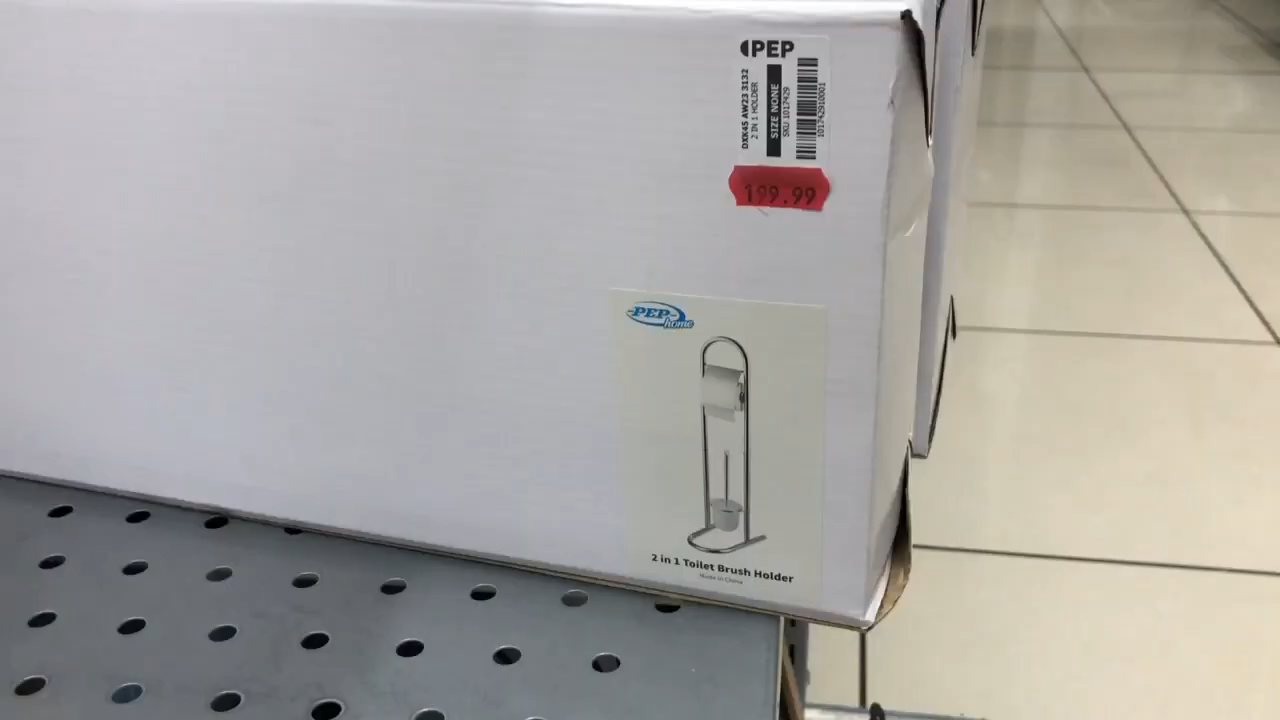 PEP
DXK45 AW23 3132
2 IN 1 HOLDER
SIZE NONE
SKU 1017429
101742910001
199.99
PEP
home
2 in 1 Toilet Brush Holder
Made in China